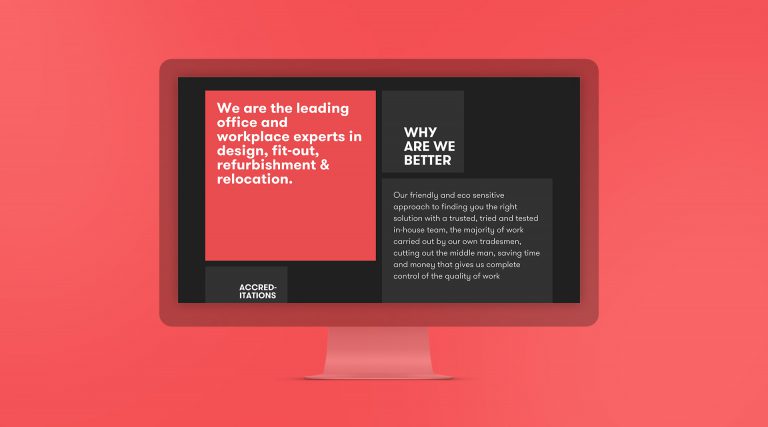 We are the leading
office and
workplace experts in
design, fit-out,
refurbishment &
relocation.
WHY
ARE WE
BETTER
Our friendly and eco sensitive
approach to finding you the right
solution with a trusted, tried and tested
in-house team, the majority of work
carried out by our own tradesmen,
cutting out the middle man, saving time
and money that gives us complete
control of the quality of work
ACCRED-
ITATIONS